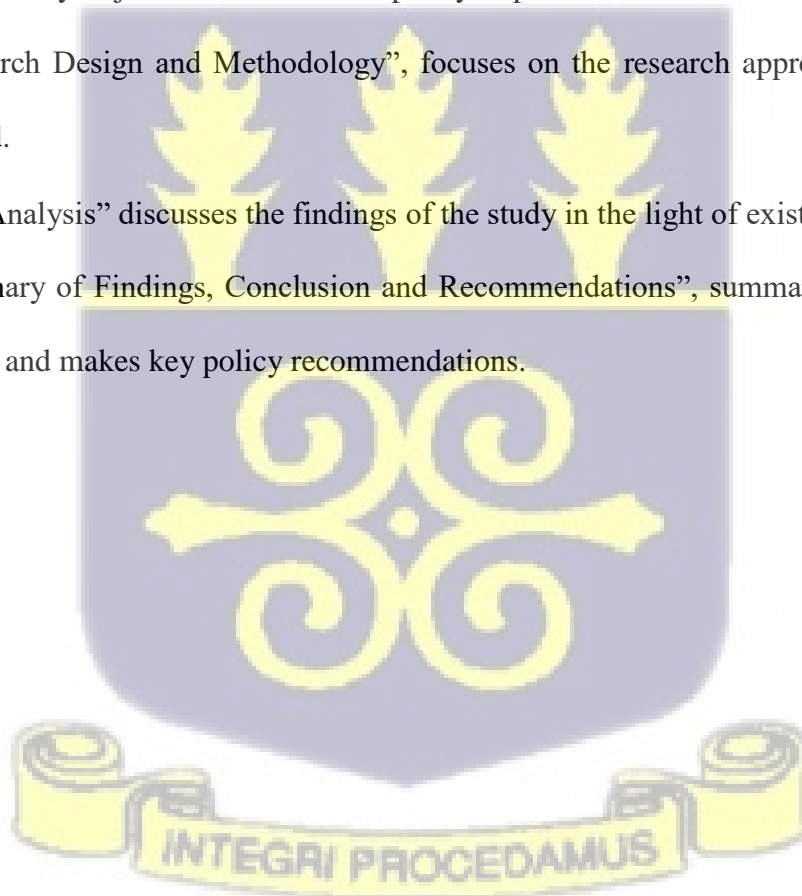 rch Design and Methodology”, focuses on the research appro
.
nalysis” discusses the findings of the study in the light of exist
ary of Findings, Conclusion and Recommendations”, summa
and makes key policy recommendations.
INTEGRI PROCEDAMUS